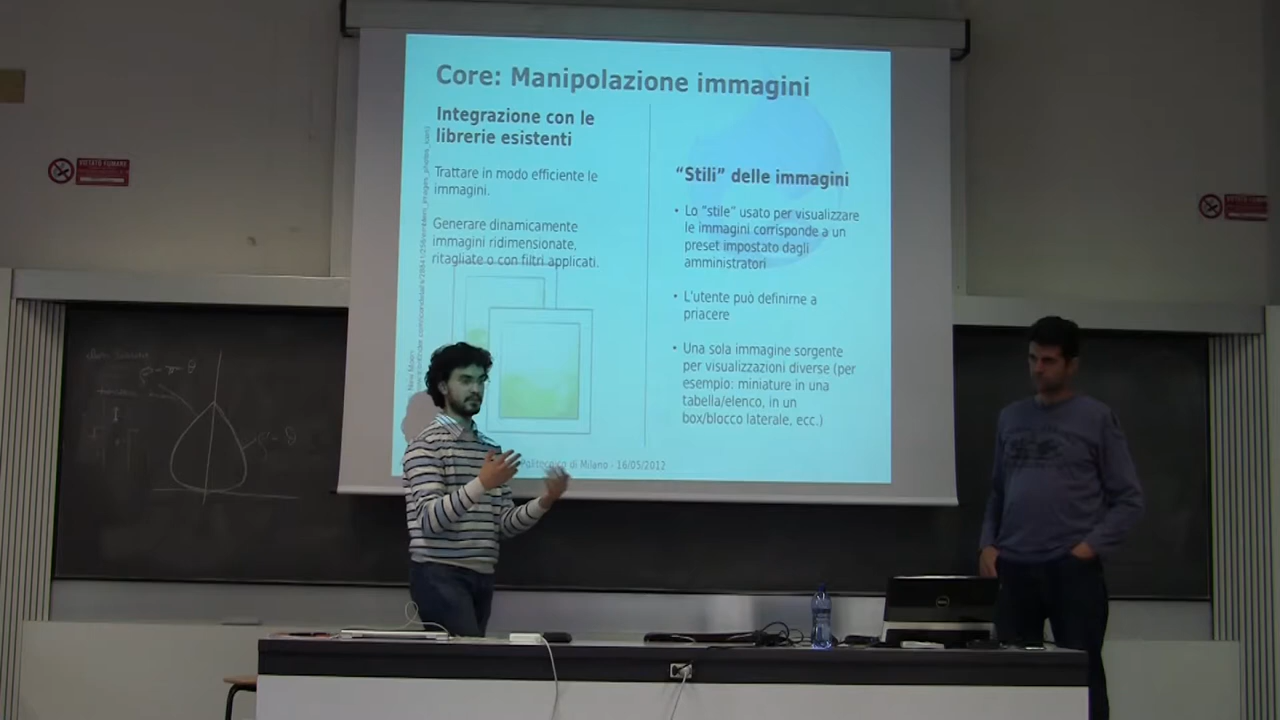 Core: Manipolazione immagini
Integrazione con le
librerie esistenti
Trattare in modo efficiente le
immagini.
Generare dinamicamente
immagini ridimensionate,
ritagliate o con filtri applicati.
“Stili” delle immagini
• Lo “stile” usato per visualizzare
le immagini corrisponde a un
preset impostato dagli
amministratori
• L'utente può definirne a
priacere
• Una sola immagine sorgente
per visualizzazioni diverse (per
esempio: miniature in una
tabella/elenco, in un
box/blocco laterale, ecc.)
Politecnico di Milano - 16/05/2012
VIETATO FUMARE
DELL